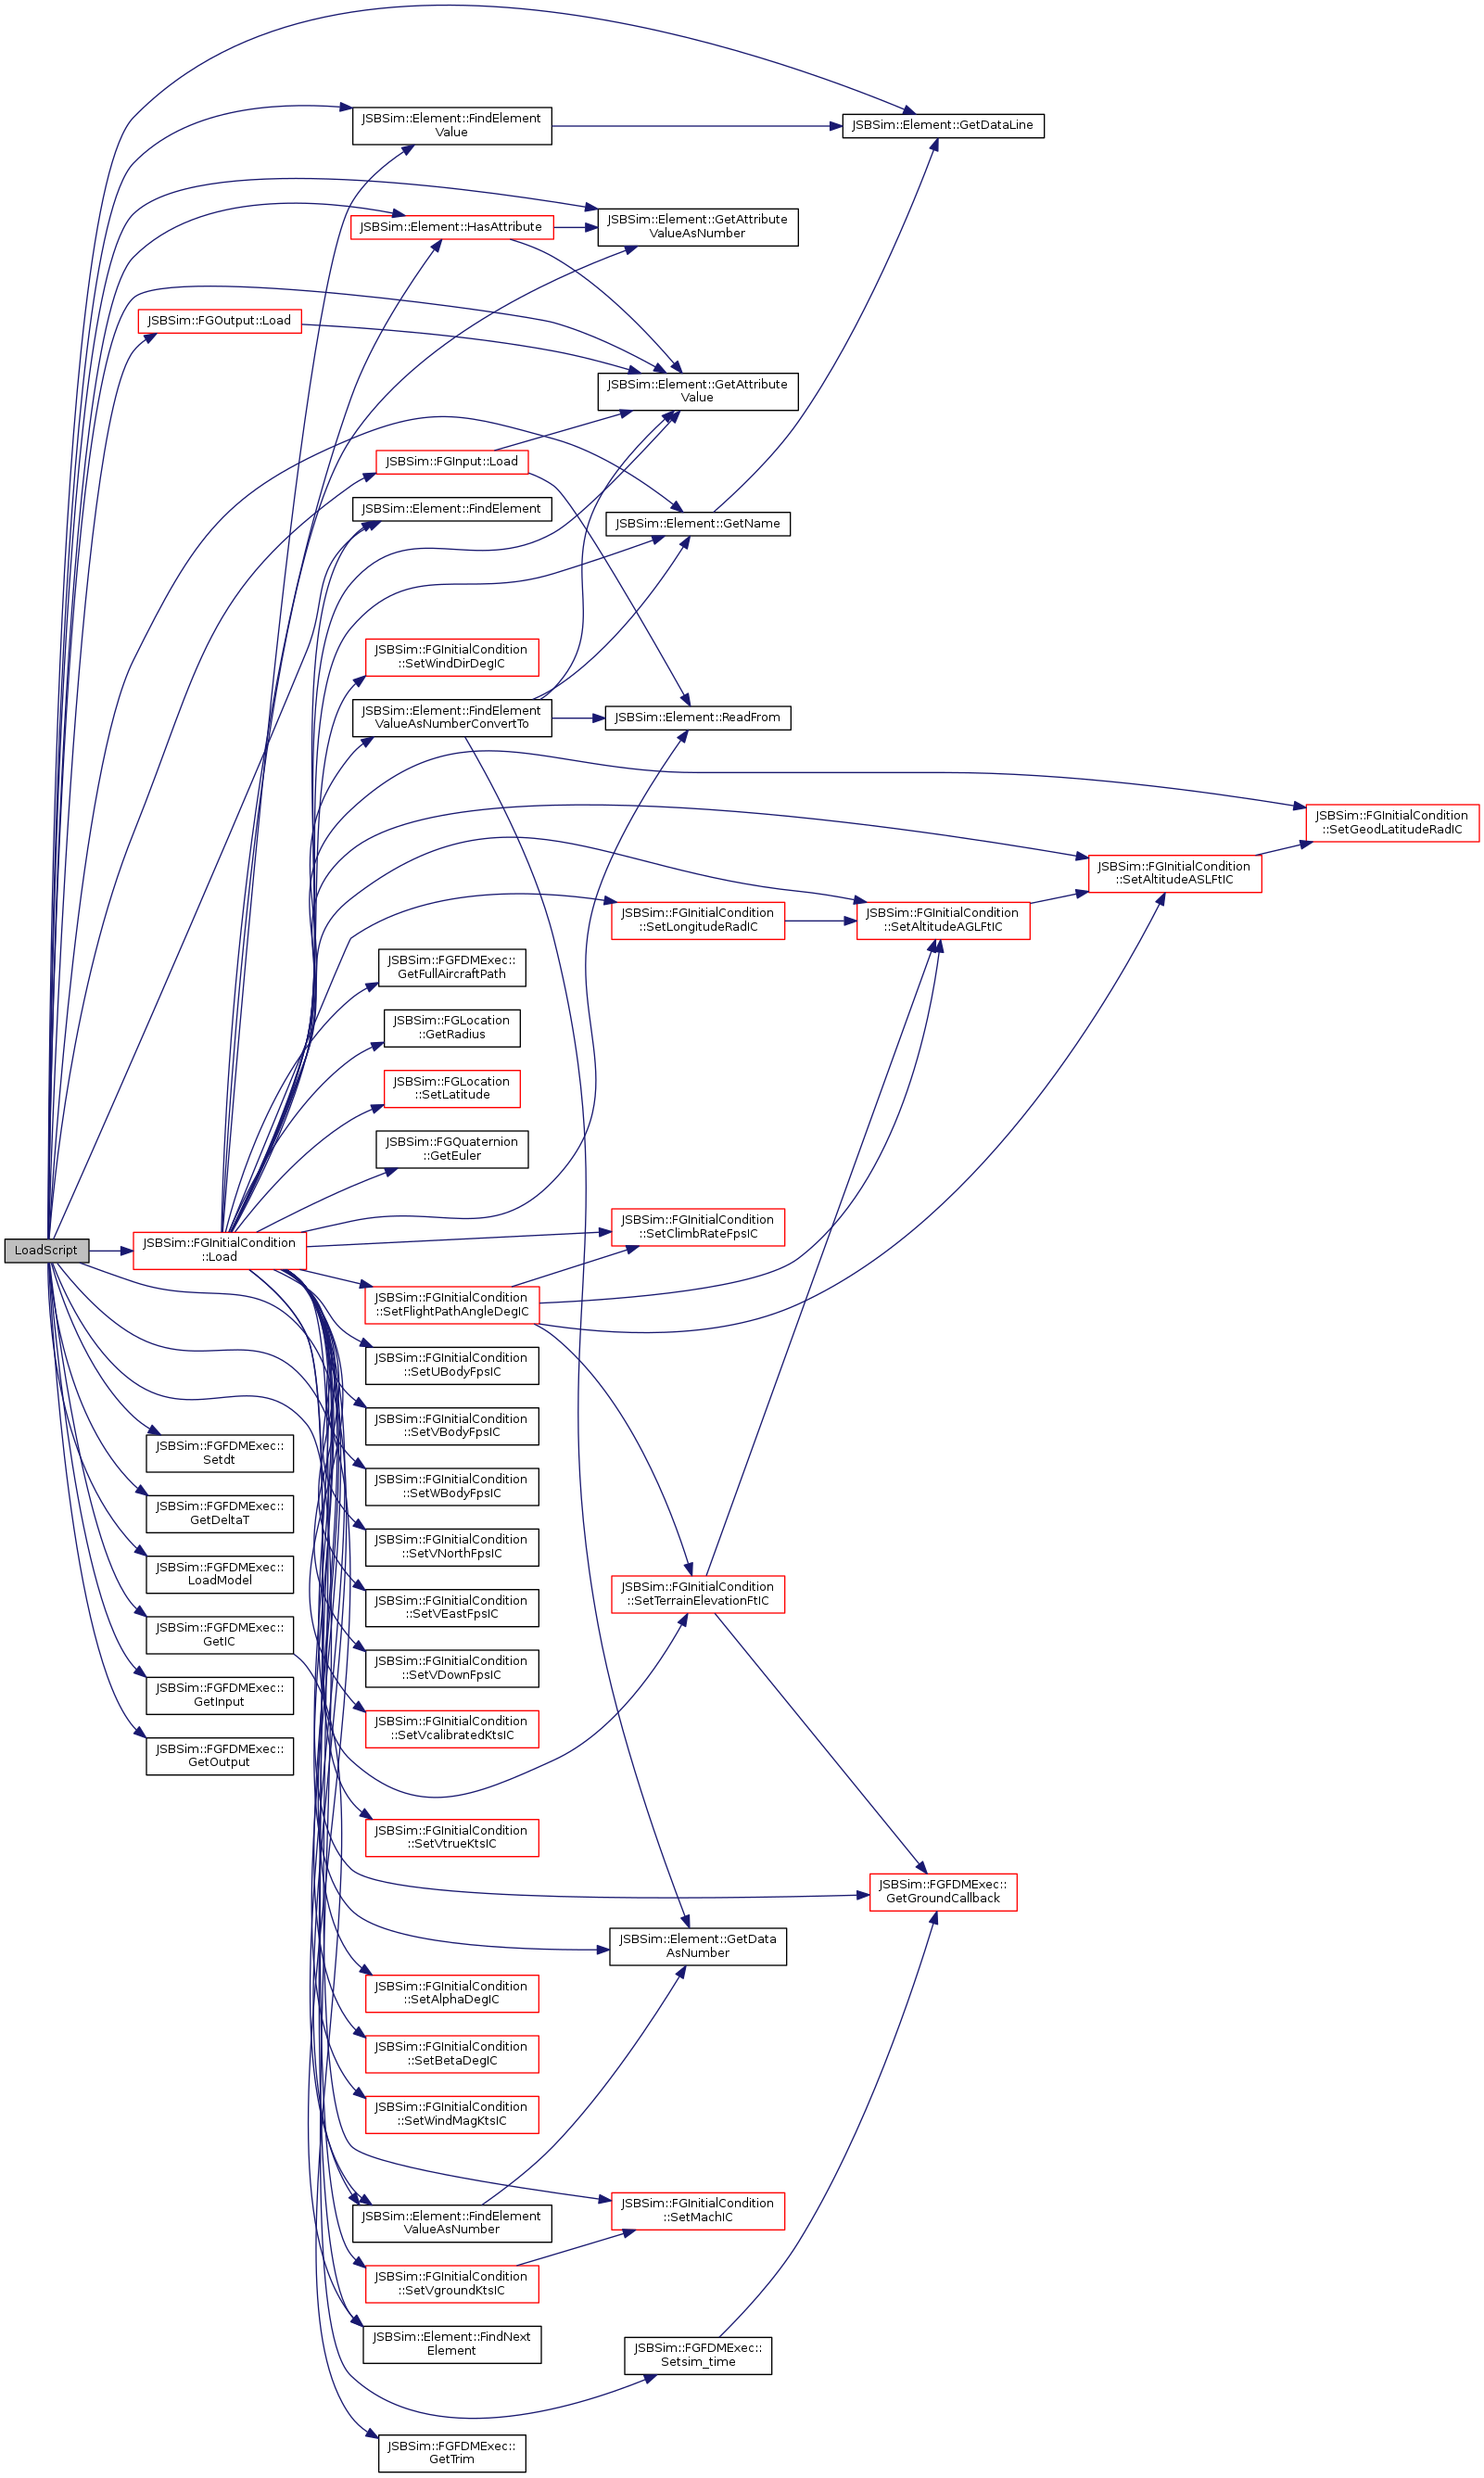 JSBSim::Element::FindElement
Value
JSBSim::Element::GetDataLine
JSBSim::Element::HasAttribute
JSBSim::Element::GetAttribute
ValueAsNumber
JSBSim::FGOutput::Load
JSBSim::Element::GetAttribute
Value
JSBSim::FGInput::Load
JSBSim::Element::FindElement
JSBSim::Element::GetName
JSBSim::FGInitialCondition
::SetWindDirDegIC
JSBSim::Element::FindElement
ValueAsNumberConvertTo
JSBSim::Element::ReadFrom
JSBSim::FGInitialCondition
::SetGeodLatitudeRadIC
JSBSim::FGInitialCondition
::SetAltitudeASLFtIC
JSBSim::FGInitialCondition
::SetLongitudeRadIC
JSBSim::FGInitialCondition
::SetAltitudeAGLFtIC
JSBSim::FGFDMExec::
GetFullAircraftPath
JSBSim::FGLocation
::GetRadius
JSBSim::FGLocation
::SetLatitude
JSBSim::FGQuaternion
::GetEuler
JSBSim::FGInitialCondition
::SetClimbRateFpsIC
LoadScript
JSBSim::FGInitialCondition
::Load
JSBSim::FGInitialCondition
::SetFlightPathAngleDegIC
JSBSim::FGInitialCondition
::SetUBodyFpsIC
JSBSim::FGInitialCondition
::SetVBodyFpsIC
JSBSim::FGFDMExec::
Setdt
JSBSim::FGInitialCondition
::SetWBodyFpsIC
JSBSim::FGFDMExec::
GetDeltaT
JSBSim::FGInitialCondition
::SetVNorthFpsIC
JSBSim::FGFDMExec::
LoadModel
JSBSim::FGInitialCondition
::SetVEastFpsIC
JSBSim::FGInitialCondition
::SetTerrainElevationFtIC
JSBSim::FGFDMExec::
GetIC
JSBSim::FGInitialCondition
::SetVDownFpsIC
JSBSim::FGFDMExec::
GetInput
JSBSim::FGInitialCondition
::SetVcalibratedKtsIC
JSBSim::FGFDMExec::
GetOutput
JSBSim::FGInitialCondition
::SetVtrueKtsIC
JSBSim::FGFDMExec::
GetGroundCallback
JSBSim::Element::GetData
AsNumber
JSBSim::FGInitialCondition
::SetAlphaDegIC
JSBSim::FGInitialCondition
::SetBetaDegIC
JSBSim::FGInitialCondition
::SetWindMagKtsIC
JSBSim::Element::FindElement
ValueAsNumber
JSBSim::FGInitialCondition
::SetMachIC
JSBSim::FGInitialCondition
::SetVgroundKtsIC
JSBSim::Element::FindNext
Element
JSBSim::FGFDMExec::
Setsim_time
JSBSim::FGFDMExec::
GetTrim